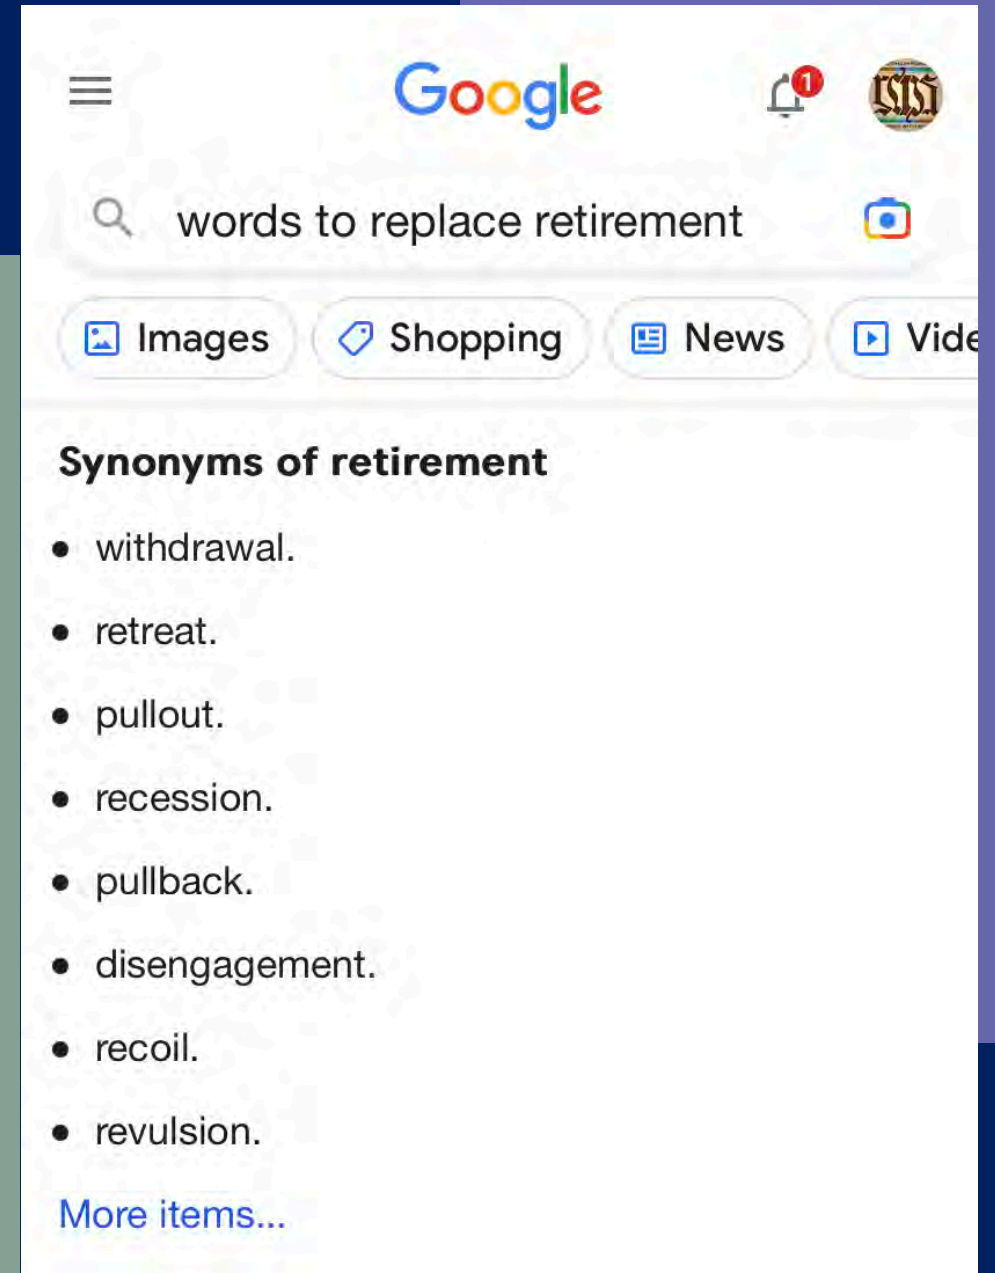 Google
1
words to replace retirement
Images Shopping News Vide
Synonyms of retirement
• withdrawal.
• retreat.
• pullout.
• recession.
• pullback.
• disengagement.
• recoil.
• revulsion.
More items...